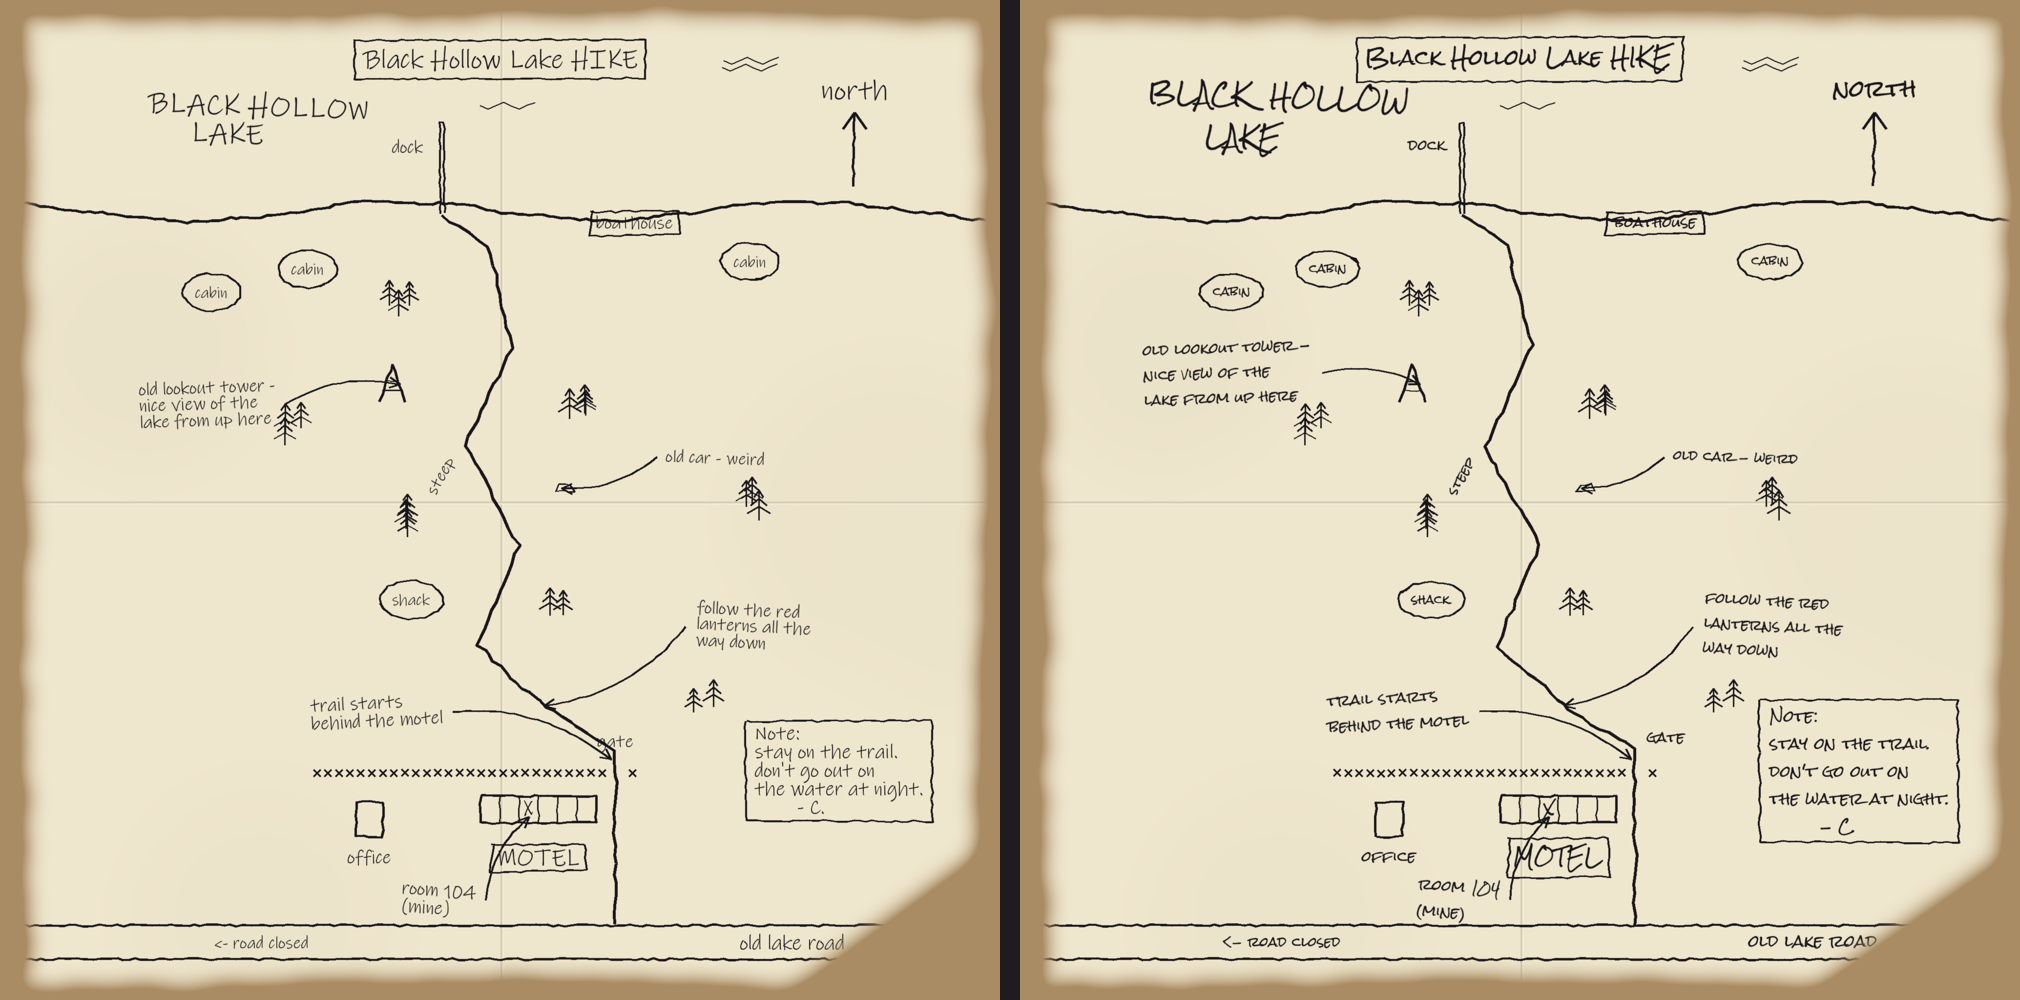 Black Hollow Lake HIKE
BLACK HOLLOW
LAKE
north
dock
boathouse
cabin
cabin
cabin
old lookout tower -
nice view of the
lake from up here
old car - weird
steep
shack
follow the red
lanterns all the
way down
trail starts
behind the motel
gate
Note:
stay on the trail.
don't go out on
the water at night.
- C.
X
office
MOTEL
room 104
(mine)
<- road closed
old lake road
BLACK HOLLOW LAKE HIKE
BLACK HOLLOW
LAKE
NORTH
DOCK
BOATHOUSE
CABIN
CABIN
CABIN
OLD LOOKOUT TOWER -
NICE VIEW OF THE
LAKE FROM UP HERE
OLD CAR - WEIRD
STEEP
SHACK
FOLLOW THE RED
LANTERNS ALL THE
WAY DOWN
TRAIL STARTS
BEHIND THE MOTEL
GATE
NOTE:
STAY ON THE TRAIL.
DON'T GO OUT ON
THE WATER AT NIGHT.
- C
X
OFFICE
MOTEL
ROOM 104
(MINE)
<- ROAD CLOSED
OLD LAKE ROAD